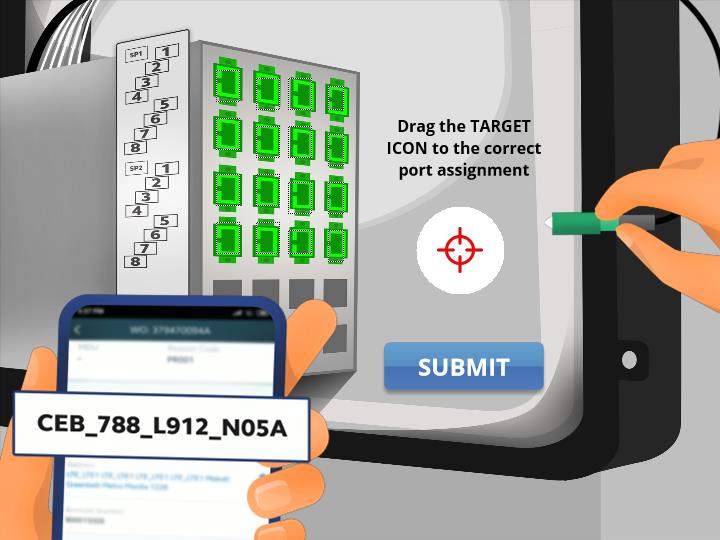 SP1
1
2
3
4
5
6
7
8
SP2
1
2
3
4
5
6
7
8
Drag the TARGET
ICON to the correct
port assignment
SUBMIT
WO: 379470094A
PR001
CEB_788_L912_N05A